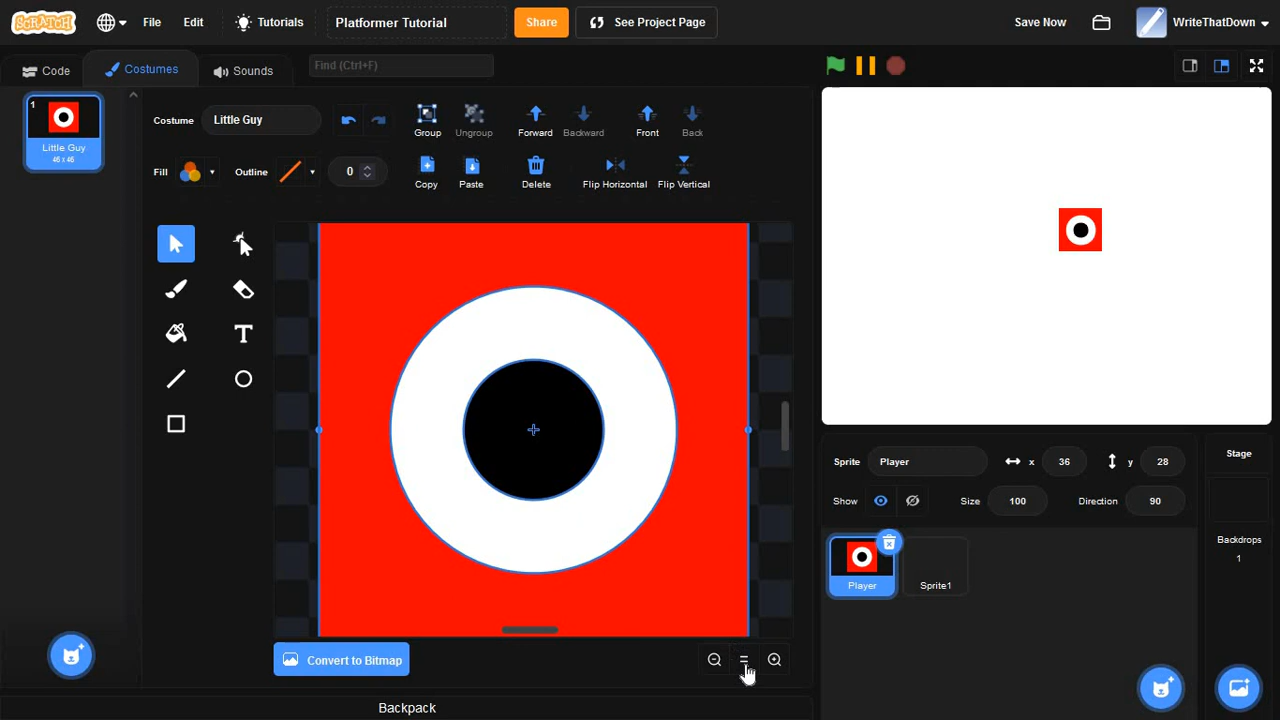 SCRATCH File Edit Tutorials Platformer Tutorial Share See Project Page Save Now WriteThatDown
Code Costumes Sounds Find (Ctrl+F)
1
Little Guy
46 x 46
Costume Little Guy
Group Ungroup Forward Backward Front Back
Fill Outline 0
Copy Paste Delete Flip Horizontal Flip Vertical
T
Convert to Bitmap
Backpack
Sprite Player x 36 y 28
Show Size 100 Direction 90
Player Sprite1
Stage
Backdrops
1